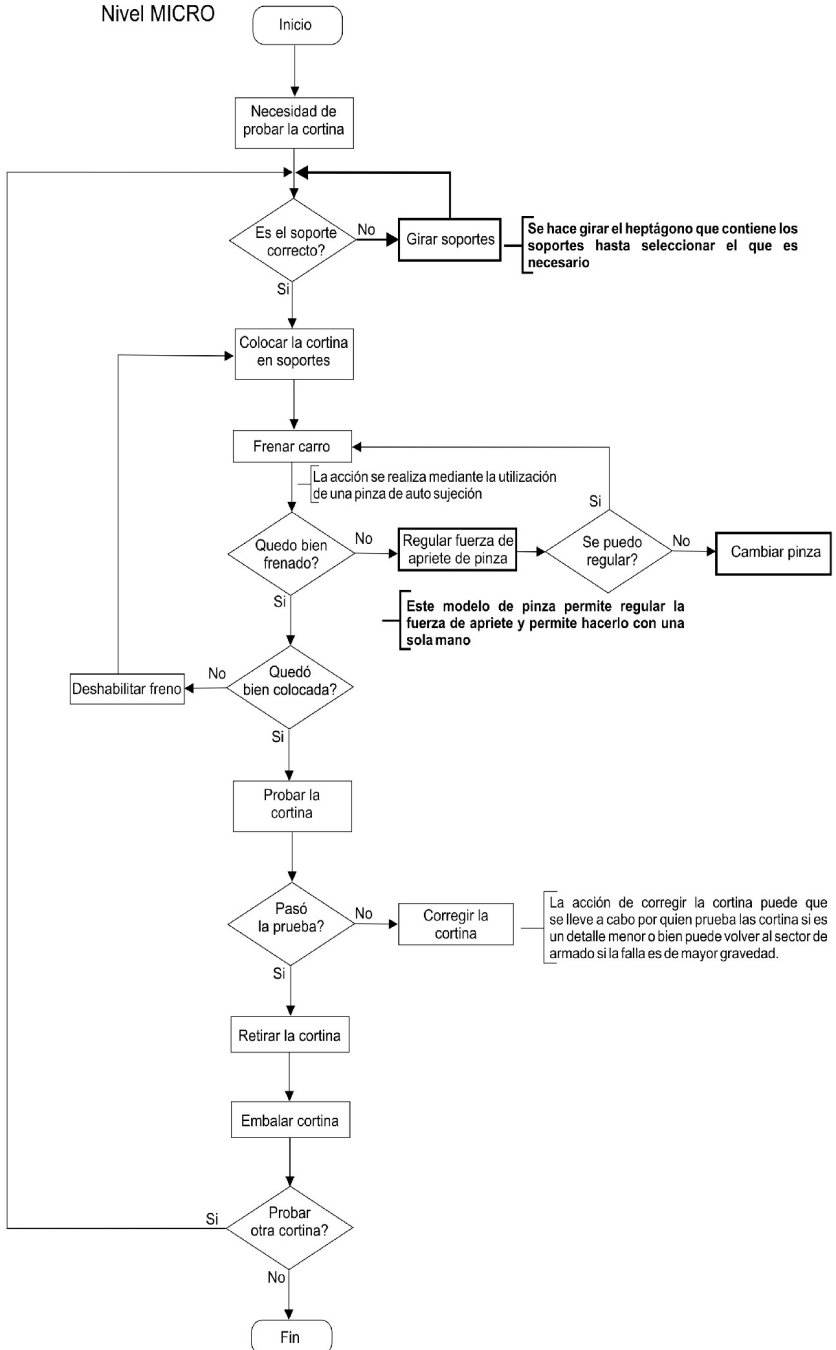 Nivel MICRO
Inicio
Necesidad de
probar la cortina
Es el soporte
correcto?
No
Girar soportes
Se hace girar el heptágono que contiene los
soportes hasta seleccionar el que es
necesario
Si
Colocar la cortina
en soportes
Frenar carro
La acción se realiza mediante la utilización
de una pinza de auto sujeción
Si
Quedo bien
frenado?
No
Regular fuerza de
apriete de pinza
Se puedo
regular?
No
Cambiar pinza
Si
Este modelo de pinza permite regular la
fuerza de apriete y permite hacerlo con una
sola mano
Deshabilitar freno
No
Quedó
bien colocada?
Si
Probar la
cortina
Pasó
la prueba?
No
Corregir la
cortina
La acción de corregir la cortina puede que
se lleve a cabo por quien prueba las cortina si es
un detalle menor o bien puede volver al sector de
armado si la falla es de mayor gravedad.
Si
Retirar la cortina
Embalar cortina
Si
Probar
otra cortina?
No
Fin